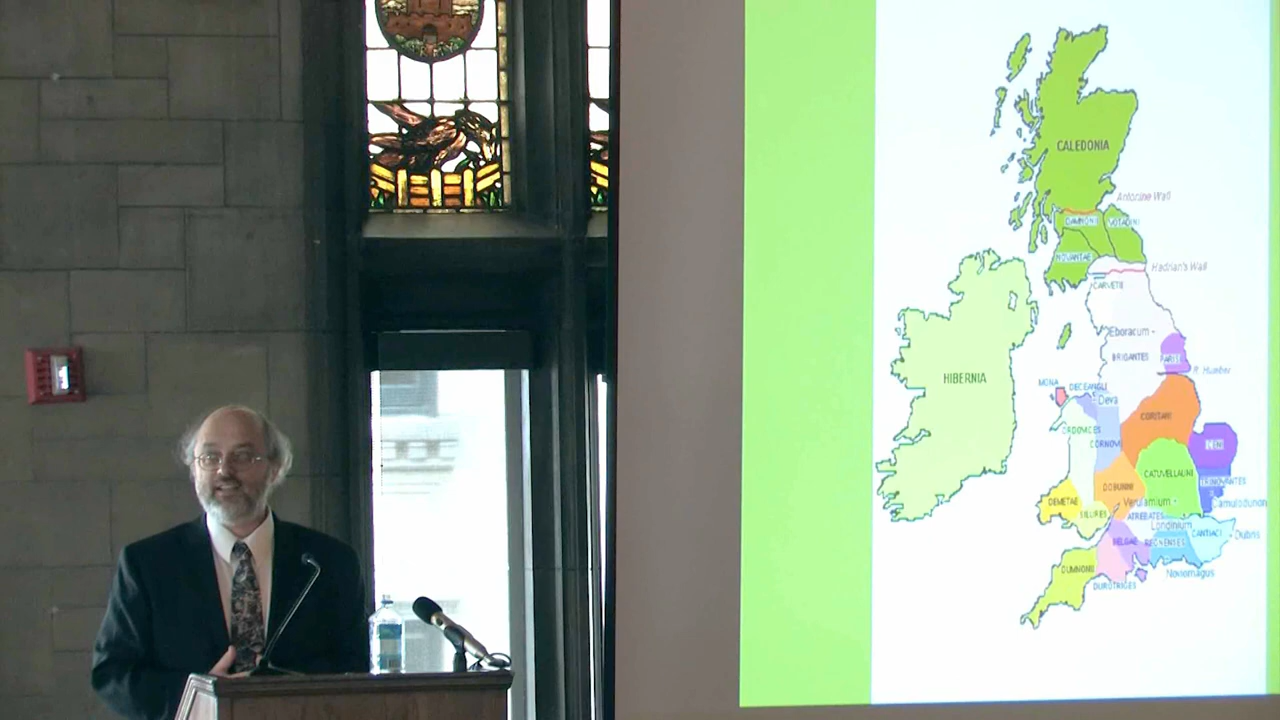 CALEDONIA
Antonine Wall
DAMNONII
VOTADINI
NOVANTAE
Hadrian's Wall
CARVETII
Eboracum -
BRIGANTES
PARISI
R. Humber
HIBERNIA
MONA
DECEANGLI
Deva
CORITANI
ORDOVICES
CORNOVII
ICENI
CATUVELLAUNI
DOBUNNI
TRINOVANTES
DEMETAE
Verulamium -
Camulodunon
SILURES
ATREBATES
Londinium
CANTIACI
- Dubris
BELGAE
REGNENSES
DUMNONII
Noviomagus
DUROTRIGES